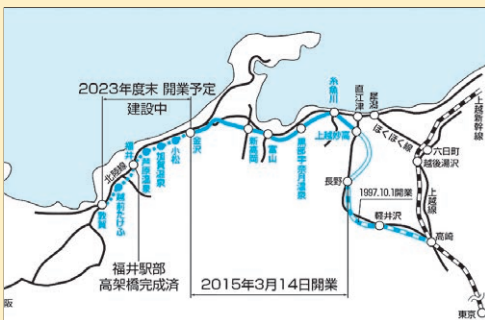 2023年度末 開業予定
建設中
糸魚川
直江津
犀潟
上越新幹線
ほくほく線
六日町
越後湯沢
上越線
上越妙高
金沢
新高岡
富山
黒部宇奈月温泉
小松
加賀温泉
芦原温泉
福井
北陸線
越前たけふ
敦賀
長野
1997.10.1開業
軽井沢
高崎
福井駅部
高架橋完成済
2015年3月14日開業
阪
東京